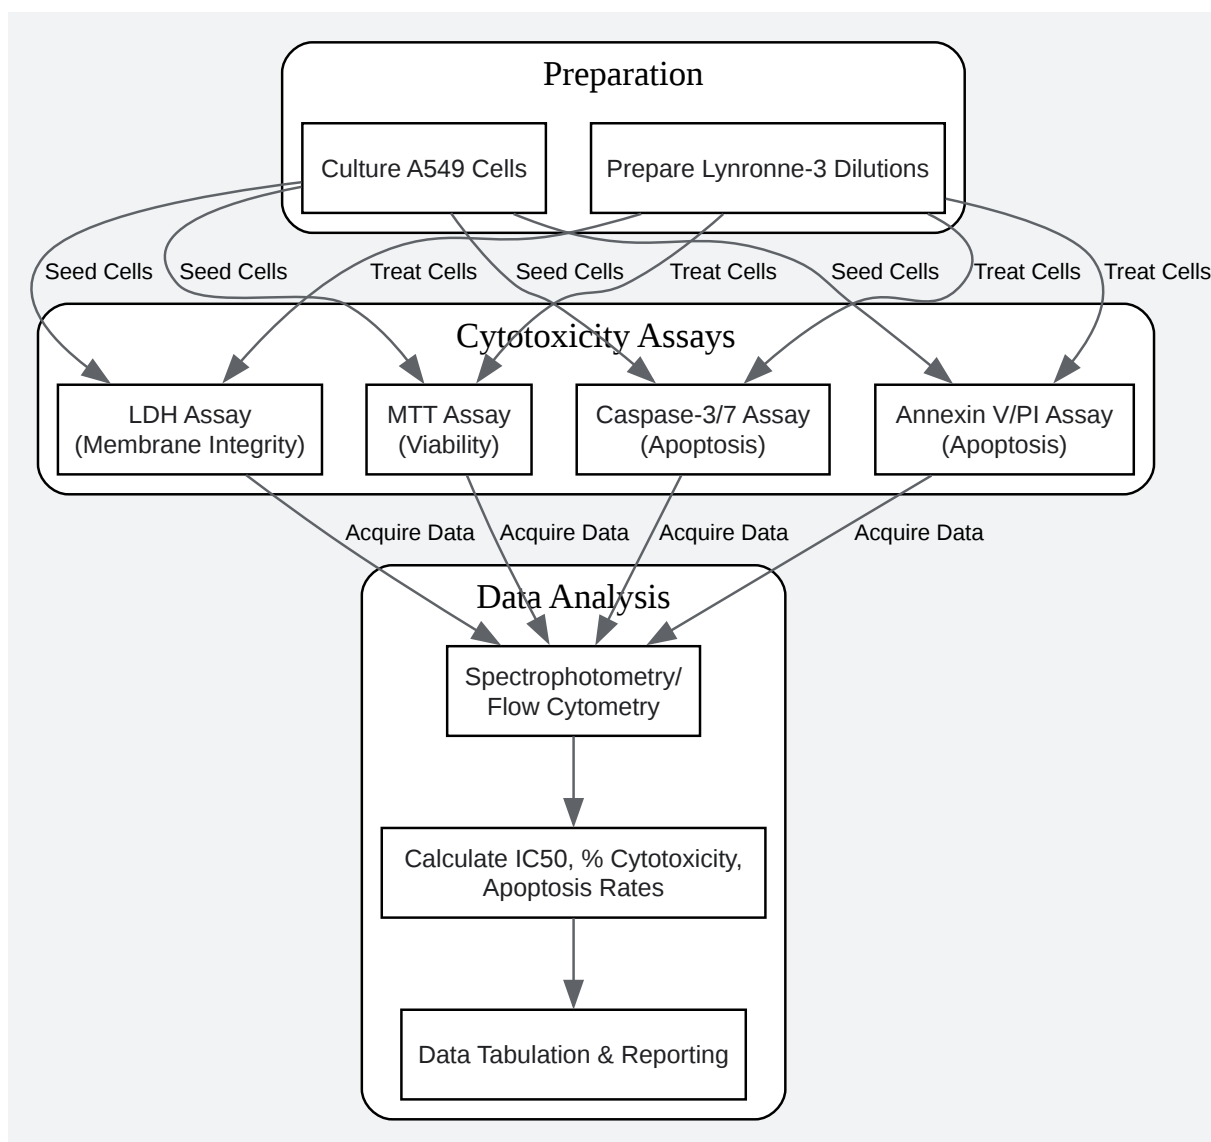 Preparation
Culture A549 Cells
Prepare Lynronne-3 Dilutions
Seed Cells
Seed Cells
Treat Cells
Seed Cells
Treat Cells
Seed Cells
Treat Cells
Treat Cells
Cytotoxicity Assays
LDH Assay
(Membrane Integrity)
MTT Assay
(Viability)
Caspase-3/7 Assay
(Apoptosis)
Annexin V/PI Assay
(Apoptosis)
Acquire Data
Acquire Data
Acquire Data
Acquire Data
Data Analysis
Spectrophotometry/
Flow Cytometry
Calculate IC50, % Cytotoxicity,
Apoptosis Rates
Data Tabulation & Reporting